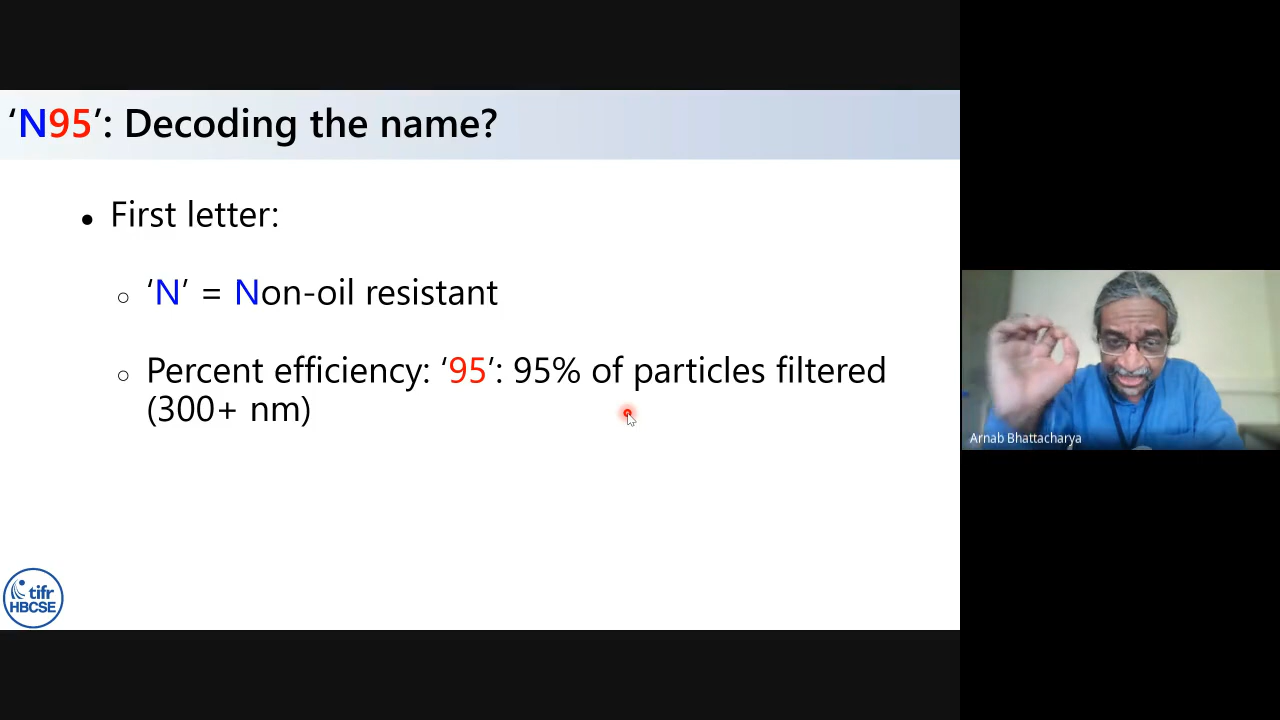 ‘N95’: Decoding the name?
• First letter:
○ ‘N’ = Non-oil resistant
○ Percent efficiency: ‘95’: 95% of particles filtered
(300+ nm)
tifr
HBCSE
Arnab Bhattacharya